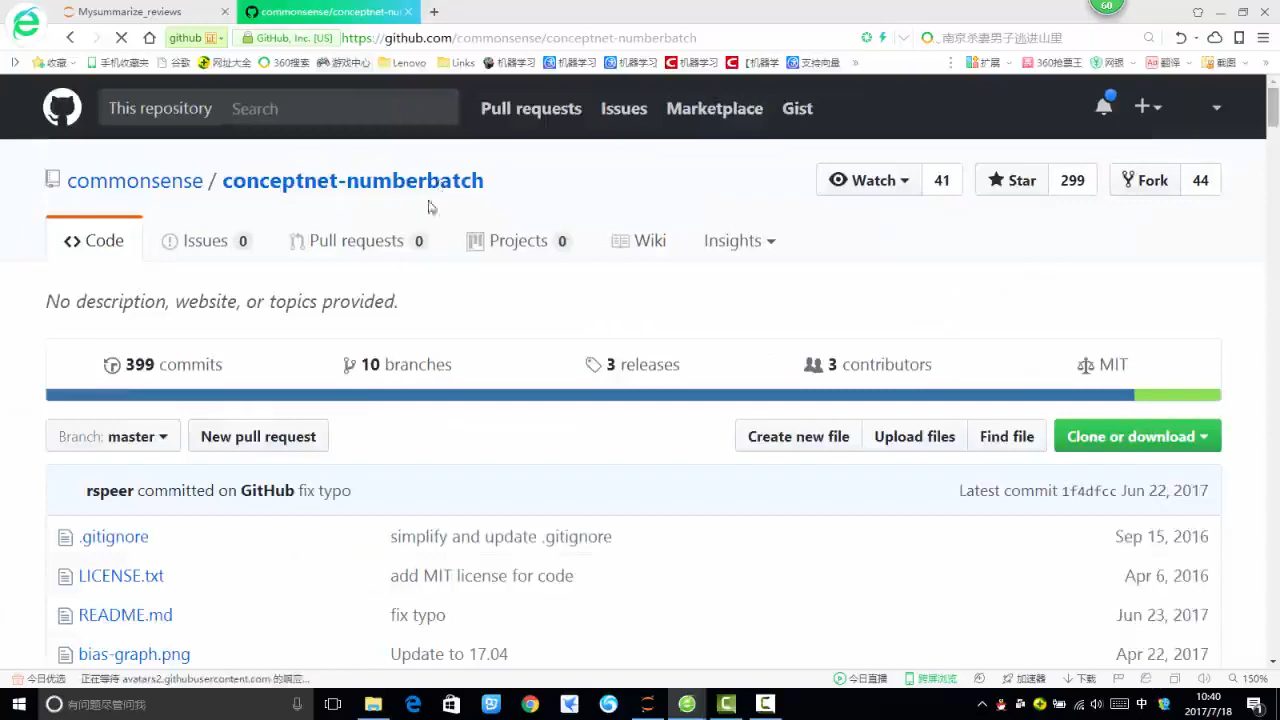 Mysummarize_reviews × commonsense/conceptnet-nu × +
60
github GitHub, Inc. [US] https://github.com/commonsense/conceptnet-numberbatch 南京杀妻男子逃进山里
收藏 手机收藏夹 谷歌 网址大全 360搜索 游戏中心 Lenovo Links 机器学习 机器学习 机器学习 机器学习 【机器学 支持向量 » 扩展 360抢票王 网银 翻译 截图 »
This repository Search Pull requests Issues Marketplace Gist
commonsense / conceptnet-numberbatch Watch 41 Star 299 Fork 44
Code Issues 0 Pull requests 0 Projects 0 Wiki Insights
No description, website, or topics provided.
399 commits 10 branches 3 releases 3 contributors MIT
Branch: master New pull request Create new file Upload files Find file Clone or download
rspeer committed on GitHub fix typo Latest commit 1f4dfcc Jun 22, 2017
.gitignore simplify and update .gitignore Sep 15, 2016
LICENSE.txt add MIT license for code Apr 6, 2016
README.md fix typo Jun 23, 2017
bias-graph.png Update to 17.04 Apr 22, 2017
今日优选 正在等待 avatars2.githubusercontent.com 的响应... 今日直播 跨屏浏览 加速器 下载 150%
有问题尽管问我 中 10:40
2017/7/18